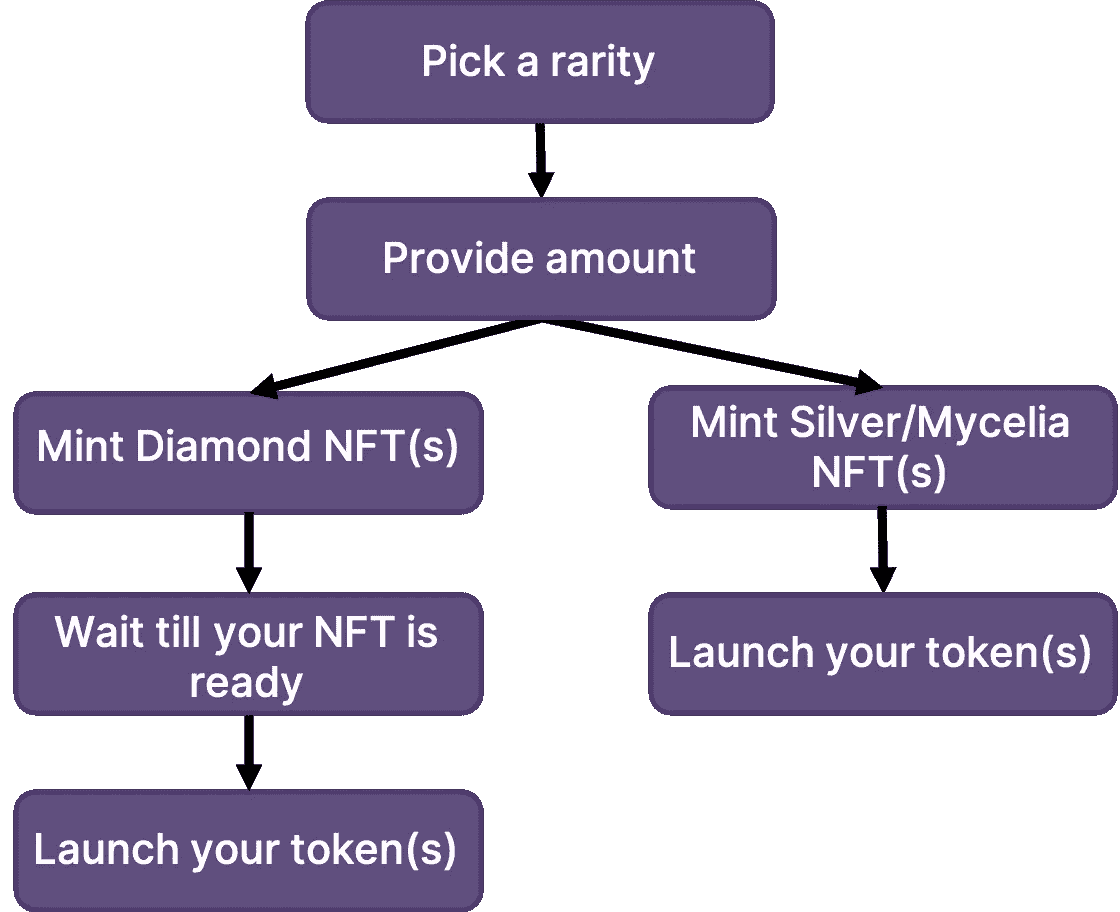 Pick a rarity
Provide amount
Mint Diamond NFT(s)
Mint Silver/Mycelia
NFT(s)
Wait till your NFT is
ready
Launch your token(s)
Launch your token(s)